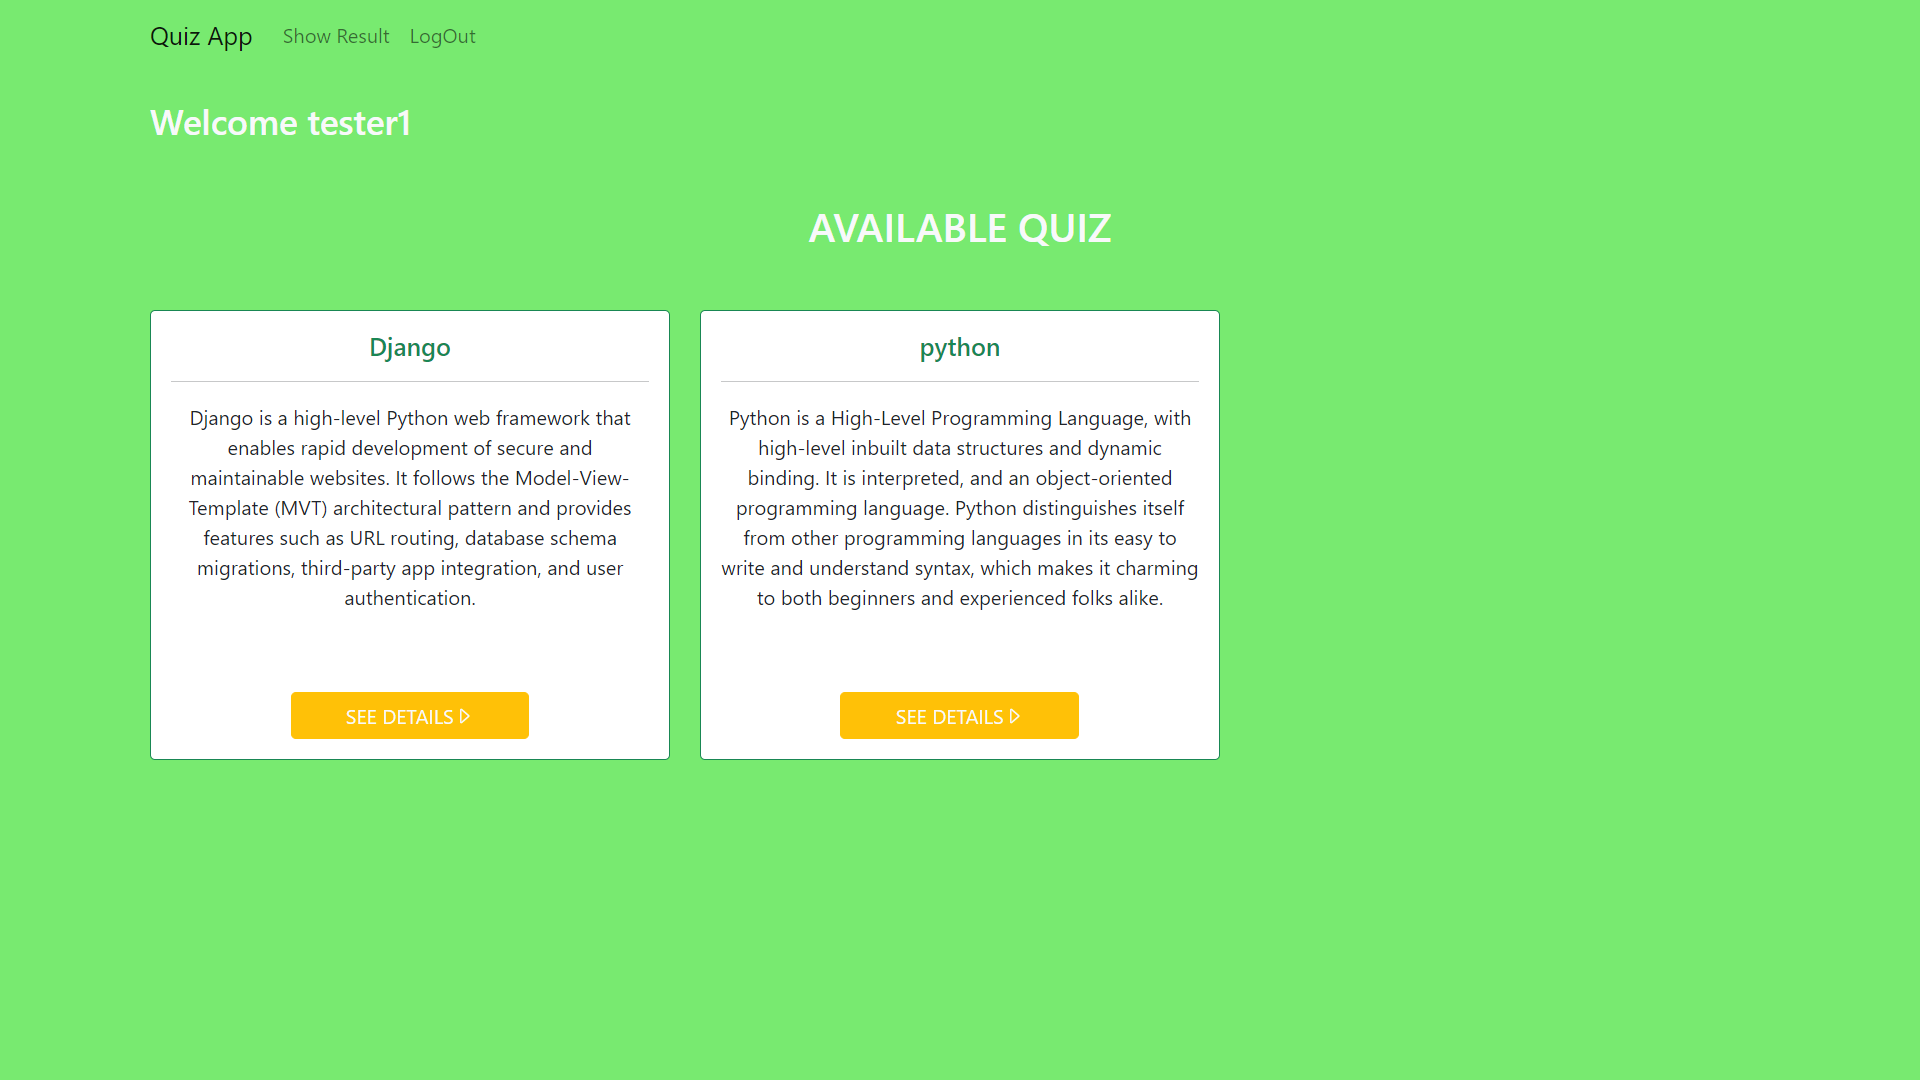 Quiz App Show Result LogOut
Welcome tester1
AVAILABLE QUIZ
Django
Django is a high-level Python web framework that
enables rapid development of secure and
maintainable websites. It follows the Model-View-
Template (MVT) architectural pattern and provides
features such as URL routing, database schema
migrations, third-party app integration, and user
authentication.
SEE DETAILS
python
Python is a High-Level Programming Language, with
high-level inbuilt data structures and dynamic
binding. It is interpreted, and an object-oriented
programming language. Python distinguishes itself
from other programming languages in its easy to
write and understand syntax, which makes it charming
to both beginners and experienced folks alike.
SEE DETAILS